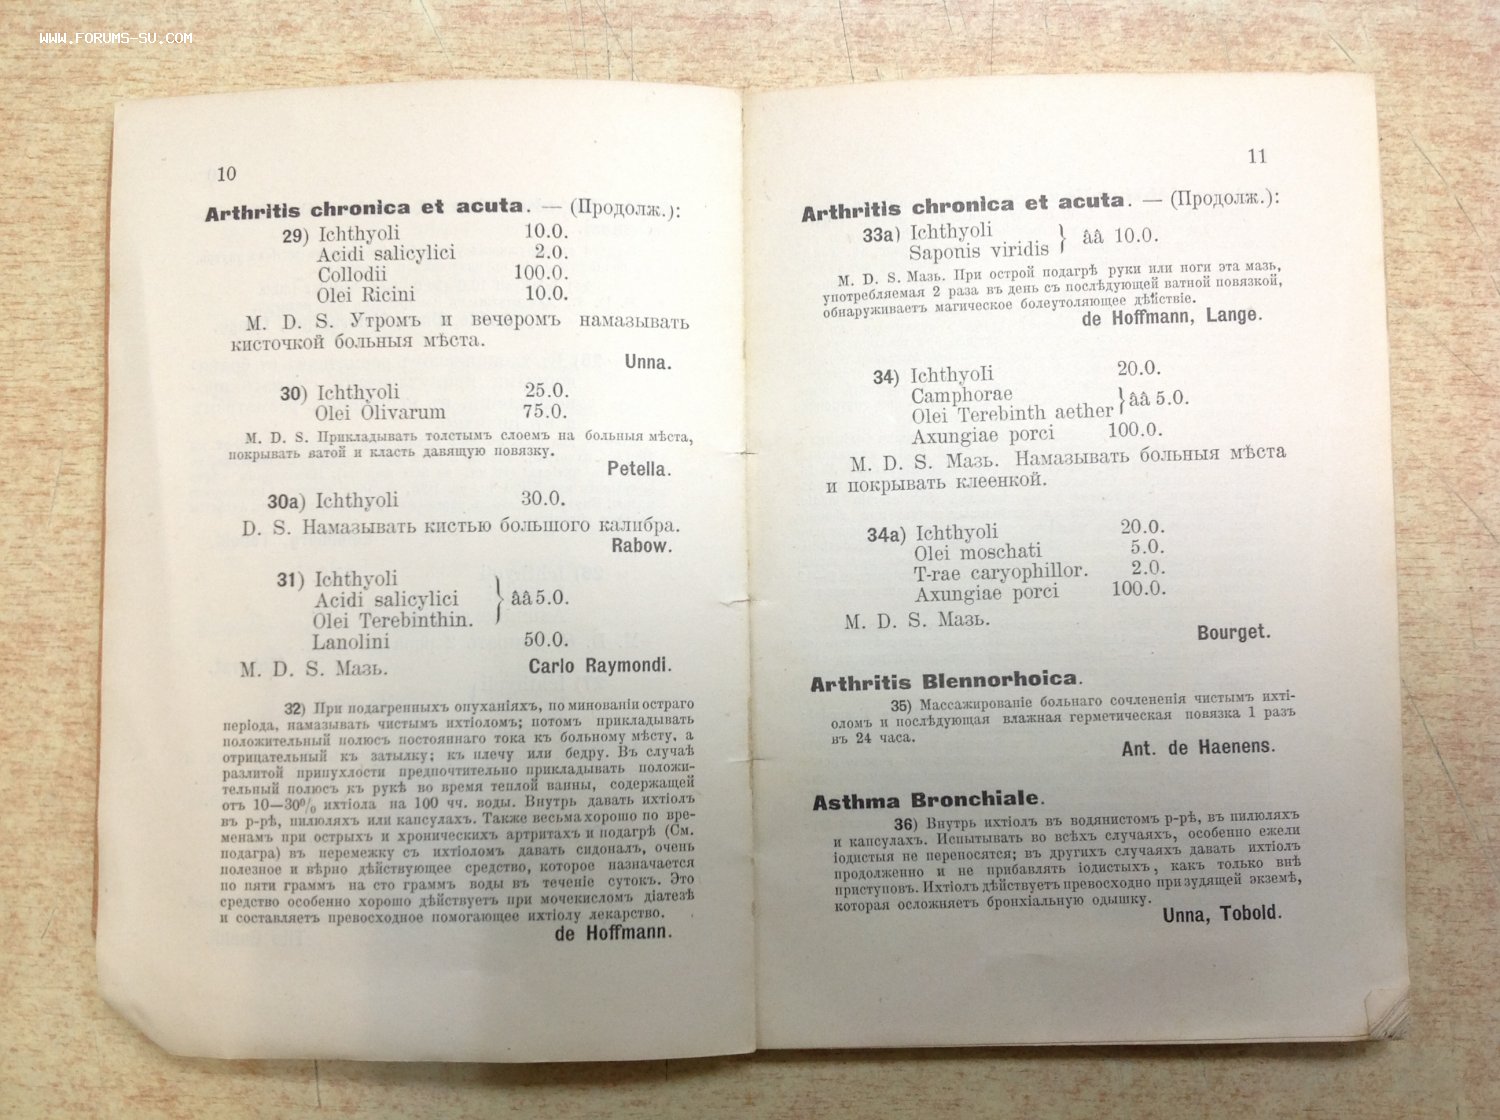 WWW.FORUMS-SU.COM
10
Arthritis chronica et acuta. — (Продолж.):
29) Ichthyoli 10.0.
Acidi salicylici 2.0.
Collodii 100.0.
Olei Ricini 10.0.
M. D. S. Утромъ и вечеромъ намазывать
кисточкой больныя мѣста.
Unna.
30) Ichthyoli 25.0.
Olei Olivarum 75.0.
M. D. S. Прикладывать толстымъ слоемъ на больныя мѣста,
покрывать ватой и класть давящую повязку.
Petella.
30a) Ichthyoli 30.0.
D. S. Намазывать кистью большого калибра.
Rabow.
31) Ichthyoli
Acidi salicylici } ââ 5.0.
Olei Terebinthin.
Lanolini 50.0.
M. D. S. Мазь. Carlo Raymondi.
32) При подагренныхъ опуханіяхъ, по минованіи остраго
періода, намазывать чистымъ ихтіоломъ; потомъ прикладывать
положительный полюсъ постояннаго тока къ больному мѣсту, а
отрицательный къ затылку; къ плечу или бедру. Въ случаѣ
разлитой припухлости предпочтительно прикладывать положи-
тельный полюсъ къ рукѣ во время теплой ванны, содержащей
отъ 10—30% ихтіола на 100 чч. воды. Внутрь давать ихтіолъ
въ р-рѣ, пилюляхъ или капсулахъ. Также весьма хорошо по вре-
менамъ при острыхъ и хроническихъ артритахъ и подагрѣ (См.
подагра) въ перемежку съ ихтіоломъ давать сидоналъ, очень
полезное и вѣрно дѣйствующее средство, которое назначается
по пяти граммъ на сто граммъ воды въ теченіе сутокъ. Это
средство особенно хорошо дѣйствуетъ при мочекисломъ діатезѣ
и составляетъ превосходное помогающее ихтіолу лекарство.
de Hoffmann.
11
Arthritis chronica et acuta. — (Продолж.):
33a) Ichthyoli } ââ 10.0.
Saponis viridis
M. D. S. Мазь. При острой подагрѣ руки или ноги эта мазь,
употребляемая 2 раза въ день съ послѣдующей ватной повязкой,
обнаруживаетъ магическое болеутоляющее дѣйствіе.
de Hoffmann, Lange.
34) Ichthyoli 20.0.
Camphorae } ââ 5.0.
Olei Terebinth aether
Axungiae porci 100.0.
M. D. S. Мазь. Намазывать больныя мѣста
и покрывать клеенкой.
34a) Ichthyoli 20.0.
Olei moschati 5.0.
T-rae caryophillor. 2.0.
Axungiae porci 100.0.
M. D. S. Мазь.
Bourget.
Arthritis Blennorhoica.
35) Массажированіе больнаго сочлененія чистымъ ихті-
оломъ и послѣдующая влажная герметическая повязка 1 разъ
въ 24 часа.
Ant. de Haenens.
Asthma Bronchiale.
36) Внутрь ихтіолъ въ водянистомъ р-рѣ, въ пилюляхъ
и капсулахъ. Испытывать во всѣхъ случаяхъ, особенно ежели
іодистыя не переносятся; въ другихъ случаяхъ давать ихтіолъ
продолженно и не прибавлять іодистыхъ, какъ только внѣ
приступовъ. Ихтіолъ дѣйствуетъ превосходно при зудящей экземѣ,
которая осложняетъ бронхіальную одышку.
Unna, Tobold.